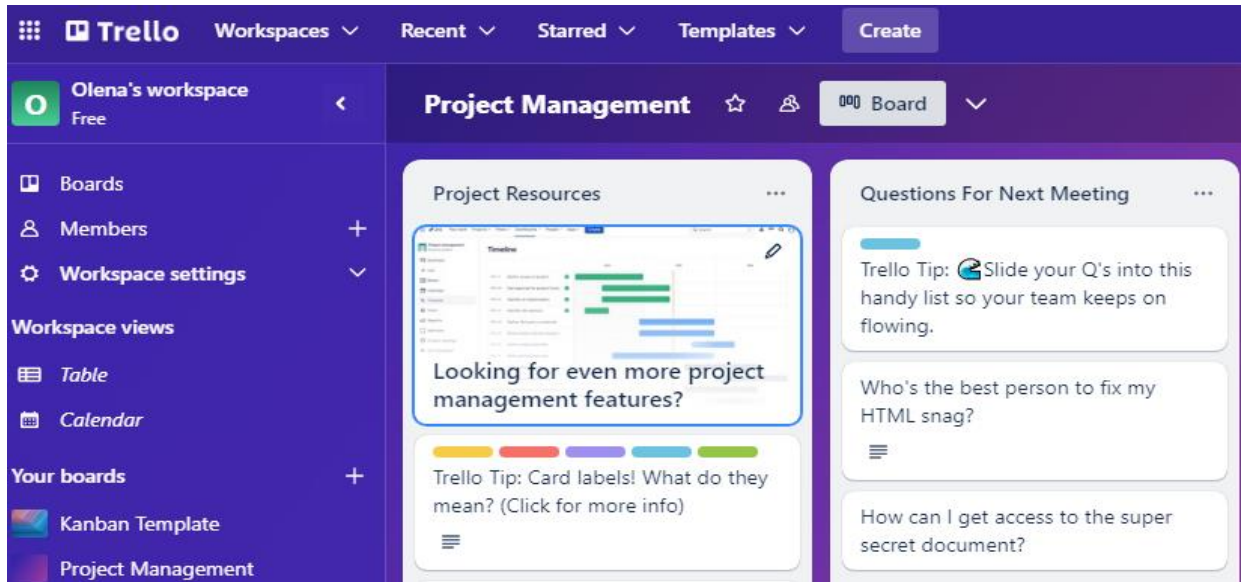 Trello Workspaces Recent Starred Templates Create
O Olena's workspace
Free
Boards
Members
Workspace settings
Workspace views
Table
Calendar
Your boards
Kanban Template
Project Management
Project Management Board
Project Resources
Timeline
Looking for even more project
management features?
Trello Tip: Card labels! What do they
mean? (Click for more info)
Questions For Next Meeting
Trello Tip: 🌊Slide your Q's into this
handy list so your team keeps on
flowing.
Who's the best person to fix my
HTML snag?
How can I get access to the super
secret document?